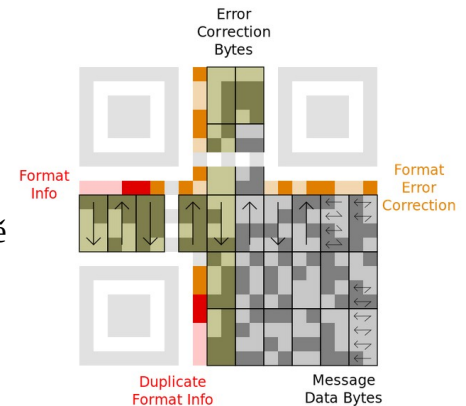 Error
Correction
Bytes
Format
Info
Format
Error
Correction
ě
Duplicate
Format Info
Message
Data Bytes